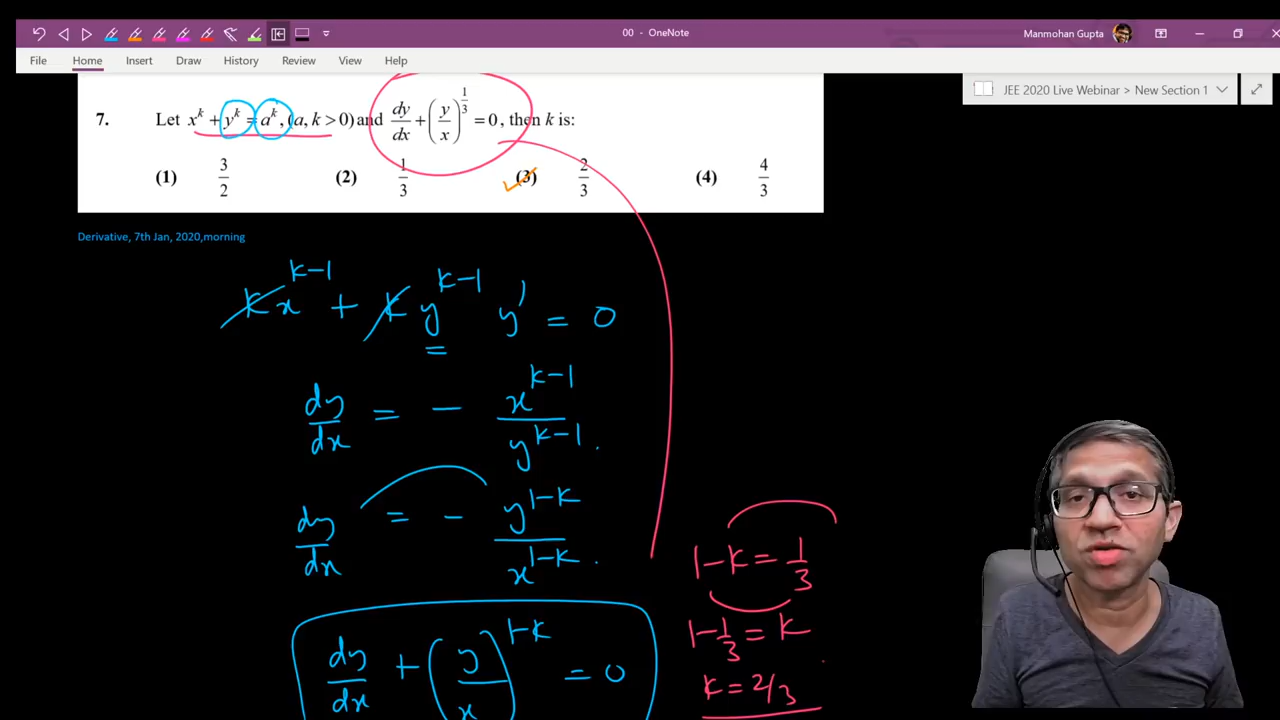 00 - OneNote
Manmohan Gupta
File Home Insert Draw History Review View Help
JEE 2020 Live Webinar > New Section 1
7. Let x^k + y^k = a^k, (a, k > 0) and dy/dx + (y/x)^(1/3) = 0, then k is:
(1) 3/2 (2) 1/3 (3) 2/3 (4) 4/3
Derivative, 7th Jan, 2020,morning
kx^(k-1) + ky^(k-1) y' = 0
dy/dx = - x^(k-1)/y^(k-1).
dy/dx = - y^(1-k)/x^(1-k).
dy/dx + (y/x)^(1-k) = 0
1-k = 1/3
1-1/3 = k
k = 2/3